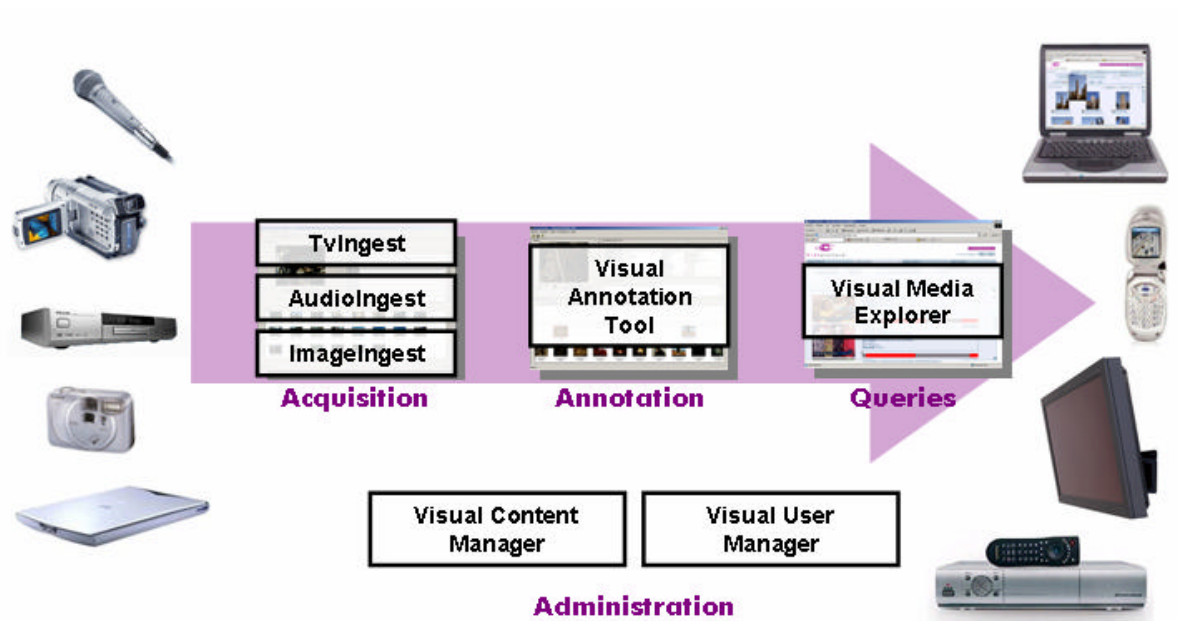 TvIngest
AudioIngest
ImageIngest
Acquisition
Visual
Annotation
Tool
Annotation
Visual Media
Explorer
Queries
Visual Content
Manager
Visual User
Manager
Administration